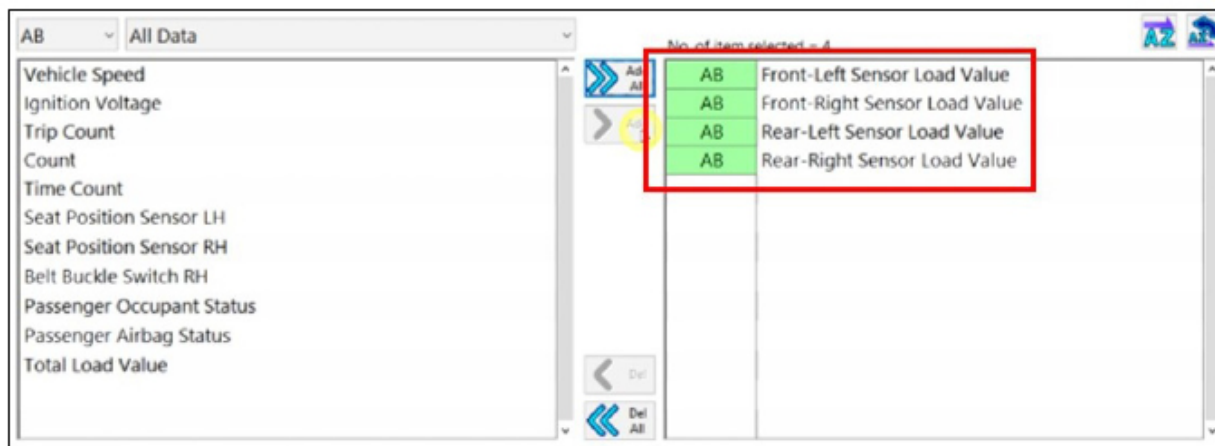 AB All Data
No. of item selected = 4
AZ
AZ
Vehicle Speed
Ignition Voltage
Trip Count
Count
Time Count
Seat Position Sensor LH
Seat Position Sensor RH
Belt Buckle Switch RH
Passenger Occupant Status
Passenger Airbag Status
Total Load Value
Add All
Add
Del
Del All
AB Front-Left Sensor Load Value
AB Front-Right Sensor Load Value
AB Rear-Left Sensor Load Value
AB Rear-Right Sensor Load Value